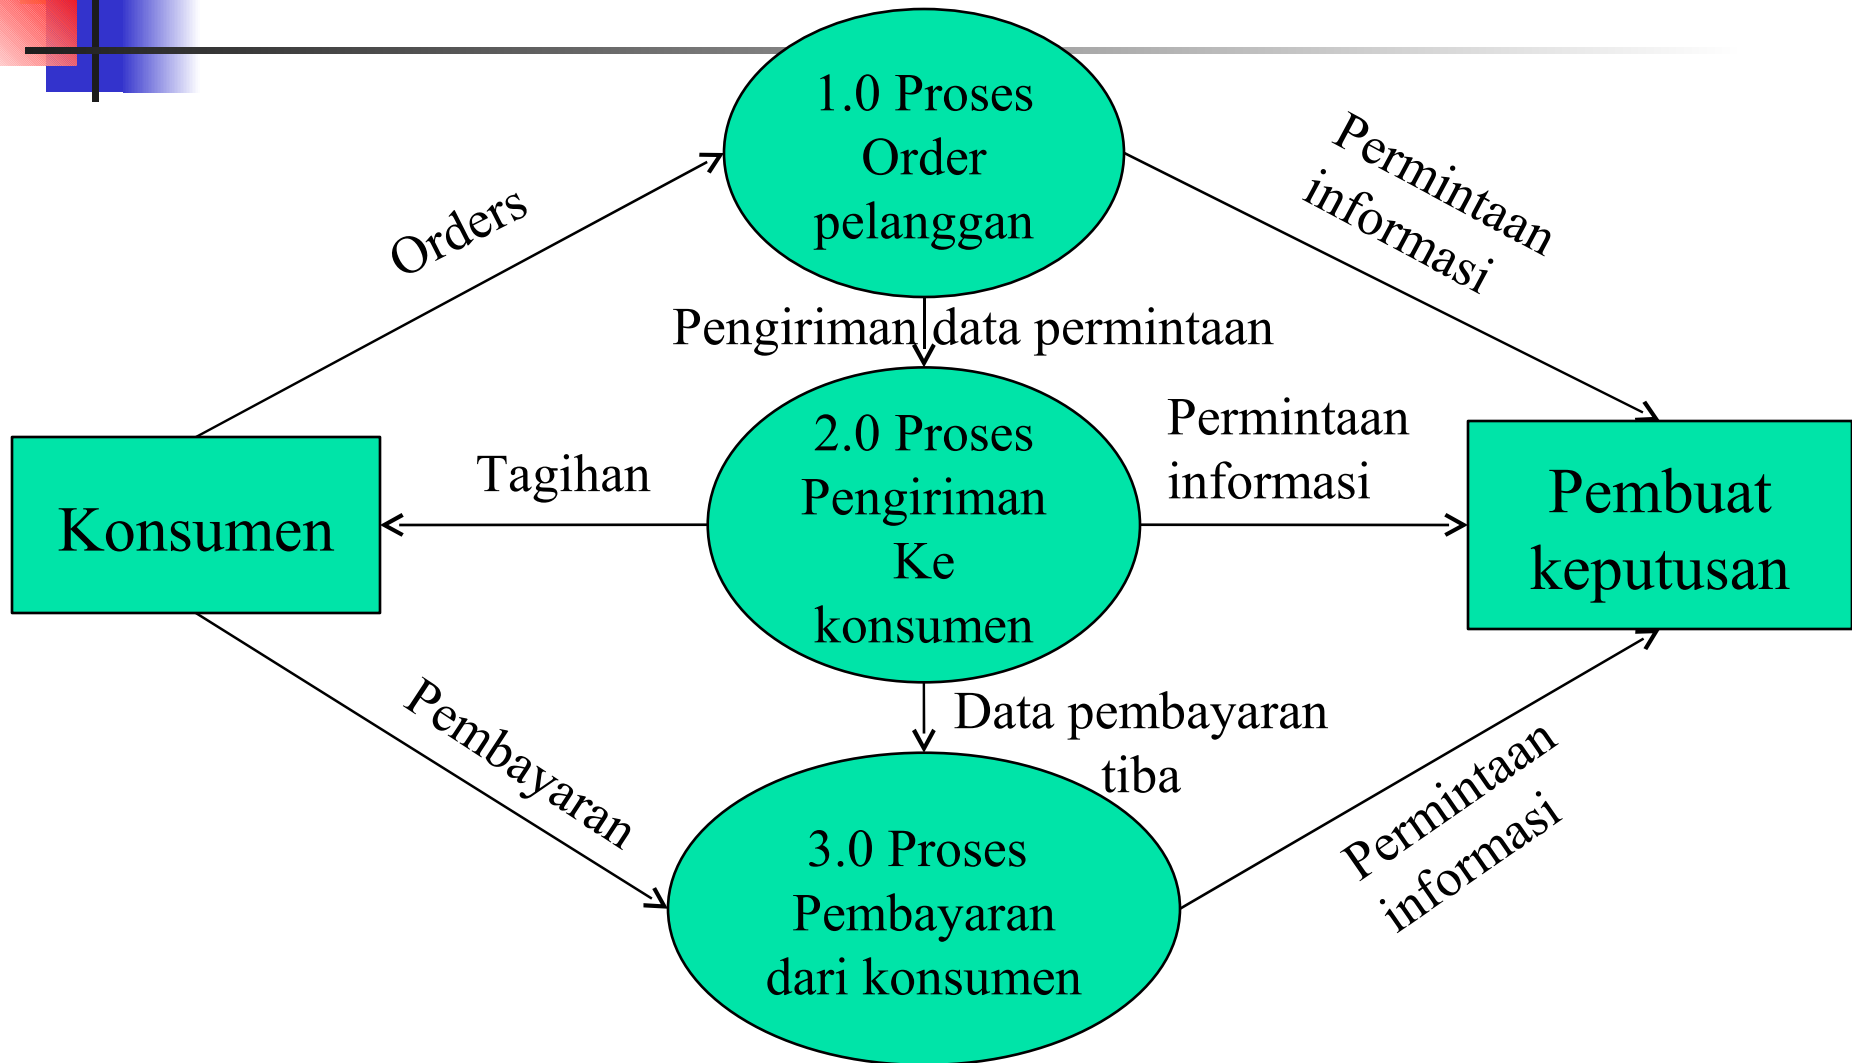 1.0 Proses
Order
pelanggan
Orders
Permintaan
informasi
Pengiriman data permintaan
Konsumen
Tagihan
2.0 Proses
Pengiriman
Ke
konsumen
Permintaan
informasi
Pembuat
keputusan
Pembayaran
Data pembayaran
tiba
3.0 Proses
Pembayaran
dari konsumen
Permintaan
informasi